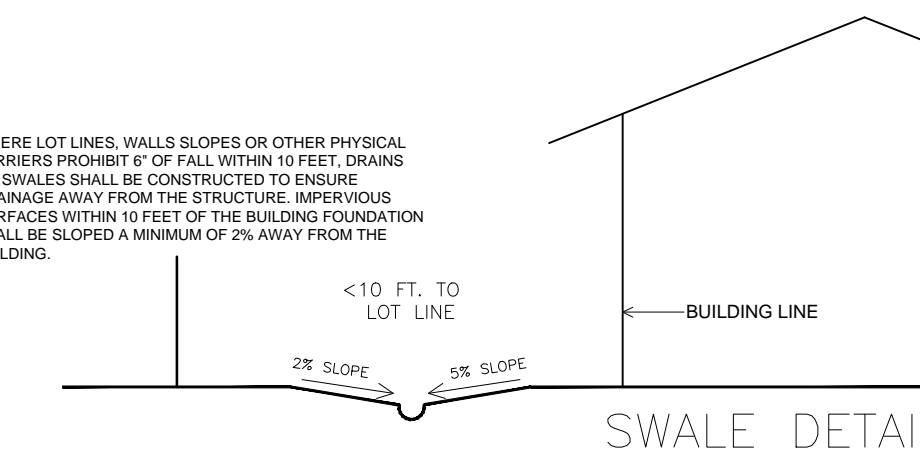 ERE LOT LINES, WALLS SLOPES OR OTHER PHYSICAL
RRIERS PROHIBIT 6" OF FALL WITHIN 10 FEET, DRAINS
SWALES SHALL BE CONSTRUCTED TO ENSURE
AINAGE AWAY FROM THE STRUCTURE. IMPERVIOUS
RFACES WITHIN 10 FEET OF THE BUILDING FOUNDATION
ALL BE SLOPED A MINIMUM OF 2% AWAY FROM THE
ILDING.
<10 FT. TO
LOT LINE
BUILDING LINE
2% SLOPE
5% SLOPE
SWALE DETAI